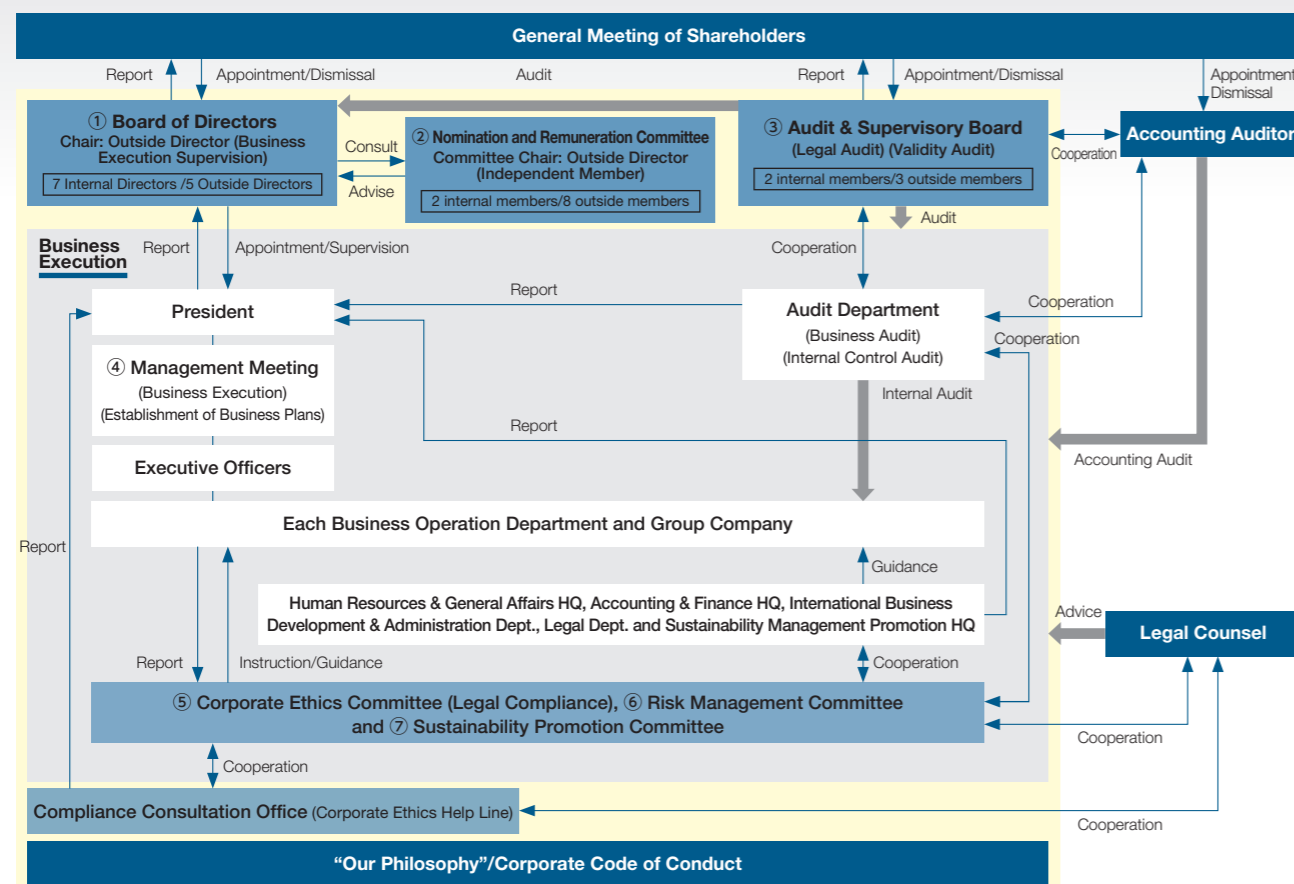 General Meeting of Shareholders
Report
Appointment/Dismissal
Audit
Report
Appointment/Dismissal
Appointment/
Dismissal
① Board of Directors
Chair: Outside Director (Business
Execution Supervision)
7 Internal Directors /5 Outside Directors
Consult
Advise
② Nomination and Remuneration Committee
Committee Chair: Outside Director
(Independent Member)
2 internal members/8 outside members
③ Audit & Supervisory Board
(Legal Audit) (Validity Audit)
2 internal members/3 outside members
Cooperation
Accounting Auditor
Audit
Business
Execution
Report
Appointment/Supervision
Cooperation
President
Report
Audit Department
(Business Audit)
(Internal Control Audit)
Cooperation
Cooperation
④ Management Meeting
(Business Execution)
(Establishment of Business Plans)
Internal Audit
Report
Executive Officers
Accounting Audit
Each Business Operation Department and Group Company
Report
Guidance
Human Resources & General Affairs HQ, Accounting & Finance HQ, International Business
Development & Administration Dept., Legal Dept. and Sustainability Management Promotion HQ
Advice
Legal Counsel
Report
Instruction/Guidance
Cooperation
⑤ Corporate Ethics Committee (Legal Compliance), ⑥ Risk Management Committee
and ⑦ Sustainability Promotion Committee
Cooperation
Cooperation
Compliance Consultation Office (Corporate Ethics Help Line)
Cooperation
“Our Philosophy”/Corporate Code of Conduct